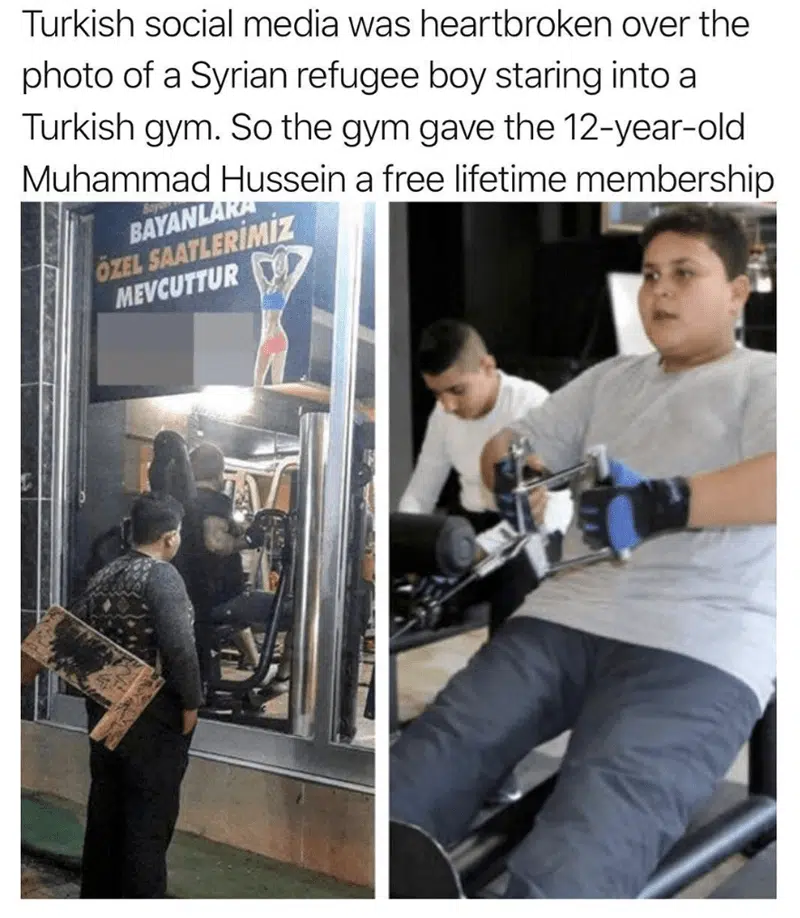 Turkish social media was heartbroken over the
photo of a Syrian refugee boy staring into a
Turkish gym. So the gym gave the 12-year-old
Muhammad Hussein a free lifetime membership
BAYANLARA
ÖZEL SAATLERİMİZ
MEVCUTTUR